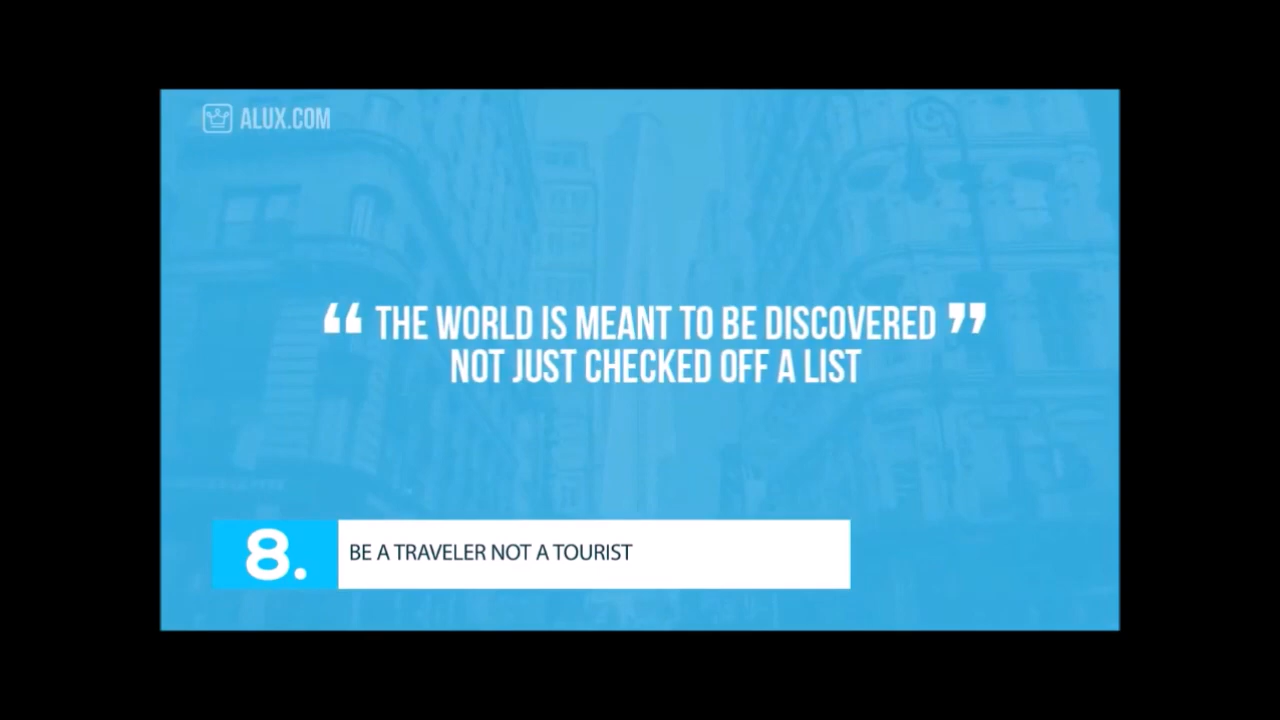 ALUX.COM
“ THE WORLD IS MEANT TO BE DISCOVERED ”
NOT JUST CHECKED OFF A LIST
8. BE A TRAVELER NOT A TOURIST